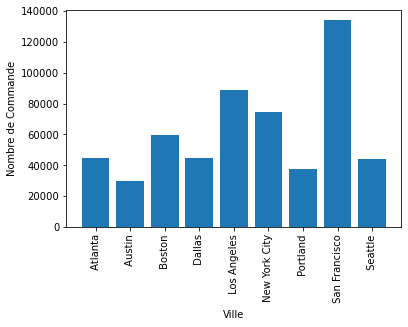 140000
120000
100000
80000
60000
40000
20000
0
Nombre de Commande
Atlanta
Austin
Boston
Dallas
Los Angeles
New York City
Portland
San Francisco
Seattle
Ville